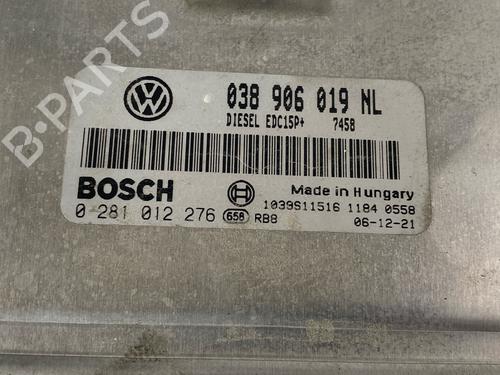 038 906 019 NL
DIESEL EDC15P+ 7458
BOSCH
Made in Hungary
0 281 012 276 658 RB8
1039S11516 1184 0558
06-12-21
B-PARTS